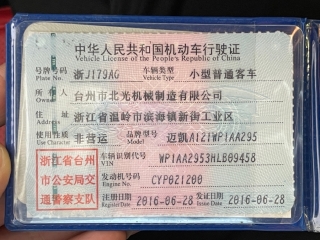 中华人民共和国机动车行驶证
Vehicle License of the People's Republic of China
号牌号码 浙J179AG 车辆类型 小型普通客车
Plate No. Vehicle Type
所有人 台州市北光机械制造有限公司
Owner
住址 浙江省温岭市滨海镇新街工业区
Address
使用性质 非营运 品牌型号 迈凯A1Z1WP1AA295
Use Character Model
浙江省台州 车辆识别代号 WP1AA2953HLB09458
VIN
市公安局交 发动机号码 CYP021200
Engine No.
通警察支队 注册日期 2016-06-28 发证日期 2016-06-28
Register Date Issue Date